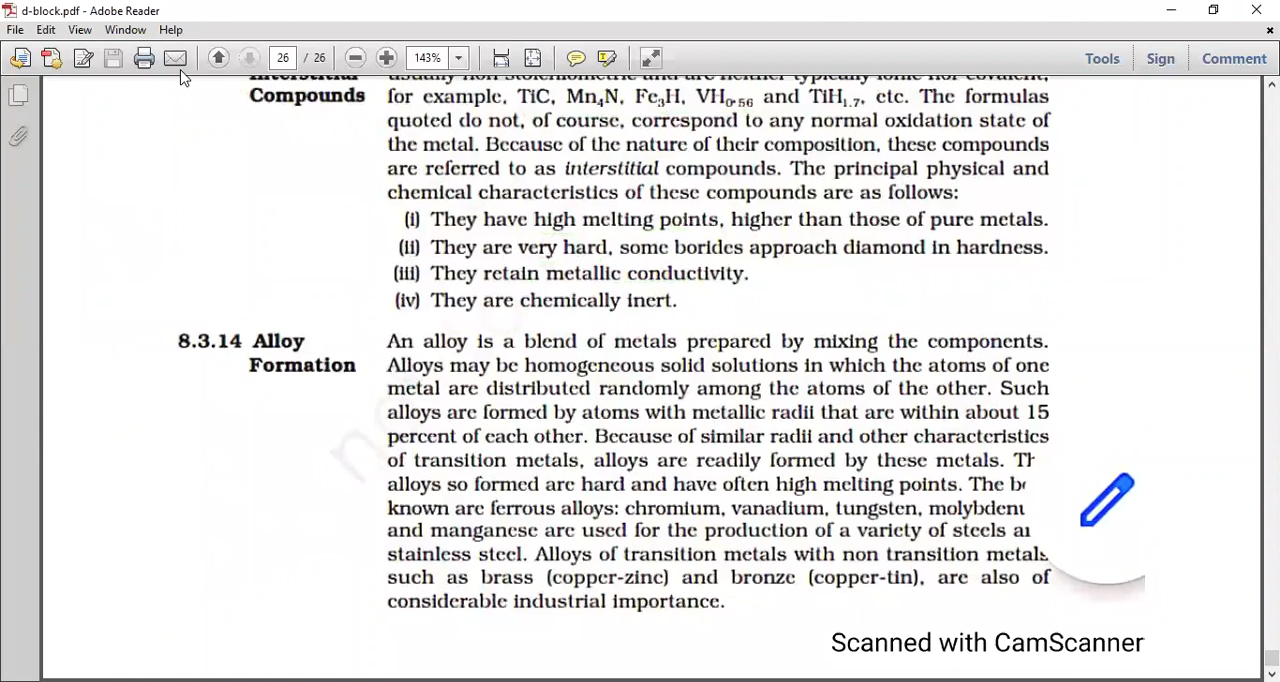 d-block.pdf - Adobe Reader
File Edit View Window Help
26 / 26 143% Tools Sign Comment
Interstitial usually non stoichiometric and are neither typically ionic nor covalent,
Compounds for example, TiC, Mn4N, Fe3H, VH0.56 and TiH1.7, etc. The formulas
quoted do not, of course, correspond to any normal oxidation state of
the metal. Because of the nature of their composition, these compounds
are referred to as interstitial compounds. The principal physical and
chemical characteristics of these compounds are as follows:
(i) They have high melting points, higher than those of pure metals.
(ii) They are very hard, some borides approach diamond in hardness.
(iii) They retain metallic conductivity.
(iv) They are chemically inert.
8.3.14 Alloy An alloy is a blend of metals prepared by mixing the components.
Formation Alloys may be homogeneous solid solutions in which the atoms of one
metal are distributed randomly among the atoms of the other. Such
alloys are formed by atoms with metallic radii that are within about 15
percent of each other. Because of similar radii and other characteristics
of transition metals, alloys are readily formed by these metals. Th
alloys so formed are hard and have often high melting points. The be
known are ferrous alloys: chromium, vanadium, tungsten, molybden
and manganese are used for the production of a variety of steels a
stainless steel. Alloys of transition metals with non transition metals
such as brass (copper-zinc) and bronze (copper-tin), are also of
considerable industrial importance.
Scanned with CamScanner